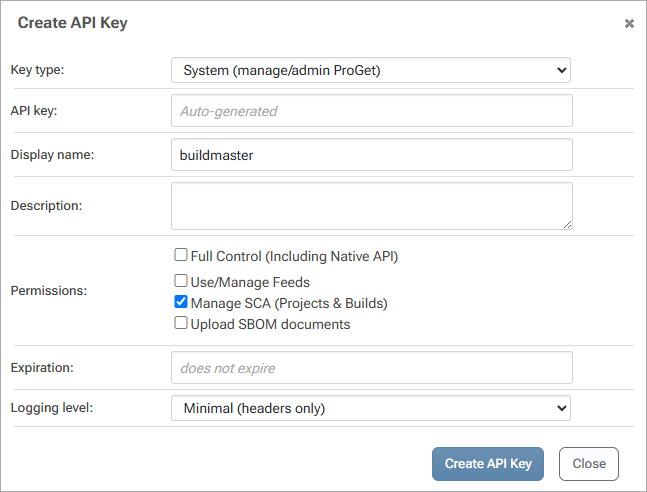 Create API Key
Key type: System (manage/admin ProGet)
API key: Auto-generated
Display name: buildmaster
Description:
Full Control (Including Native API)
Use/Manage Feeds
Permissions: Manage SCA (Projects & Builds)
Upload SBOM documents
Expiration: does not expire
Logging level: Minimal (headers only)
Create API Key Close